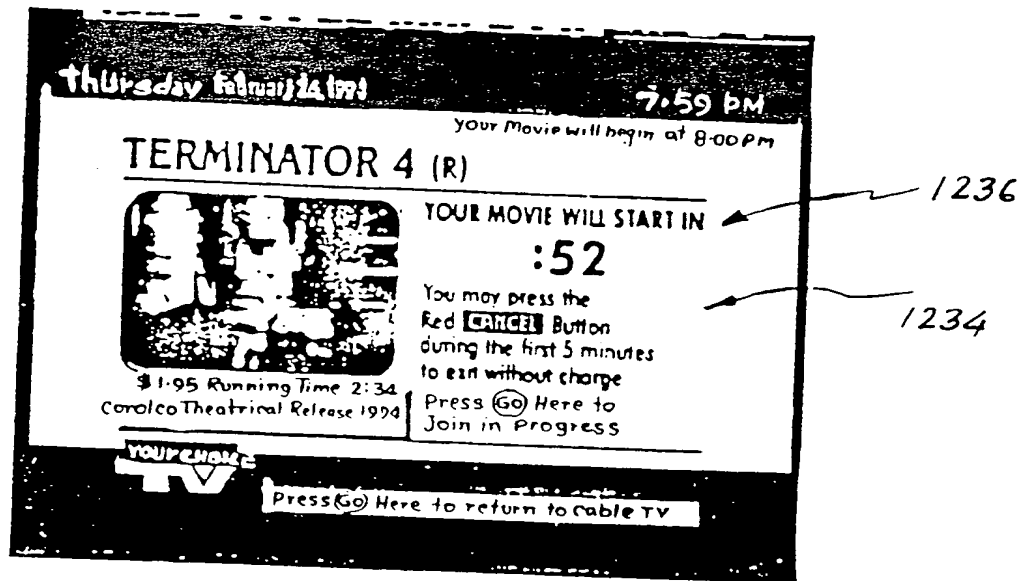 Thursday February 24, 1994
7:59 PM
Your Movie will begin at 8:00 PM
TERMINATOR 4 (R)
YOUR MOVIE WILL START IN
:52
You may press the
Red CANCEL Button
during the first 5 minutes
to exit without charge
Press GO Here to
Join in Progress
$1.95 Running Time 2:34
Corolco Theatrical Release 1994
YOUR CHOICE
TV
Press GO Here to return to Cable TV
1236
1234